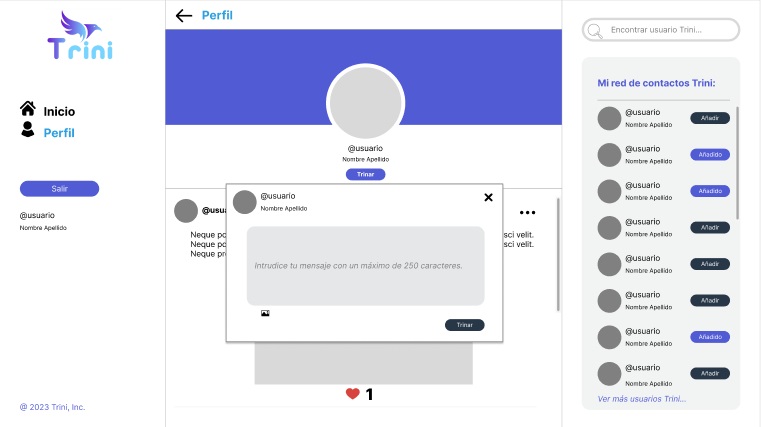 Trini
Inicio
Perfil
Salir
@usuario
Nombre Apellido
@ 2023 Trini, Inc.
Perfil
@usuario
Nombre Apellido
Trinar
@usua
Neque po
Neque po
Neque pr
sci velit.
sci velit.
@usuario
Nombre Apellido
Intrudice tu mensaje con un máximo de 250 caracteres.
Trinar
1
Encontrar usuario Trini...
Mi red de contactos Trini:
@usuario
Nombre Apellido
Añadir
@usuario
Nombre Apellido
Añadido
@usuario
Nombre Apellido
Añadido
@usuario
Nombre Apellido
Añadir
@usuario
Nombre Apellido
Añadir
@usuario
Nombre Apellido
Añadir
@usuario
Nombre Apellido
Añadido
@usuario
Nombre Apellido
Añadir
Ver más usuarios Trini...